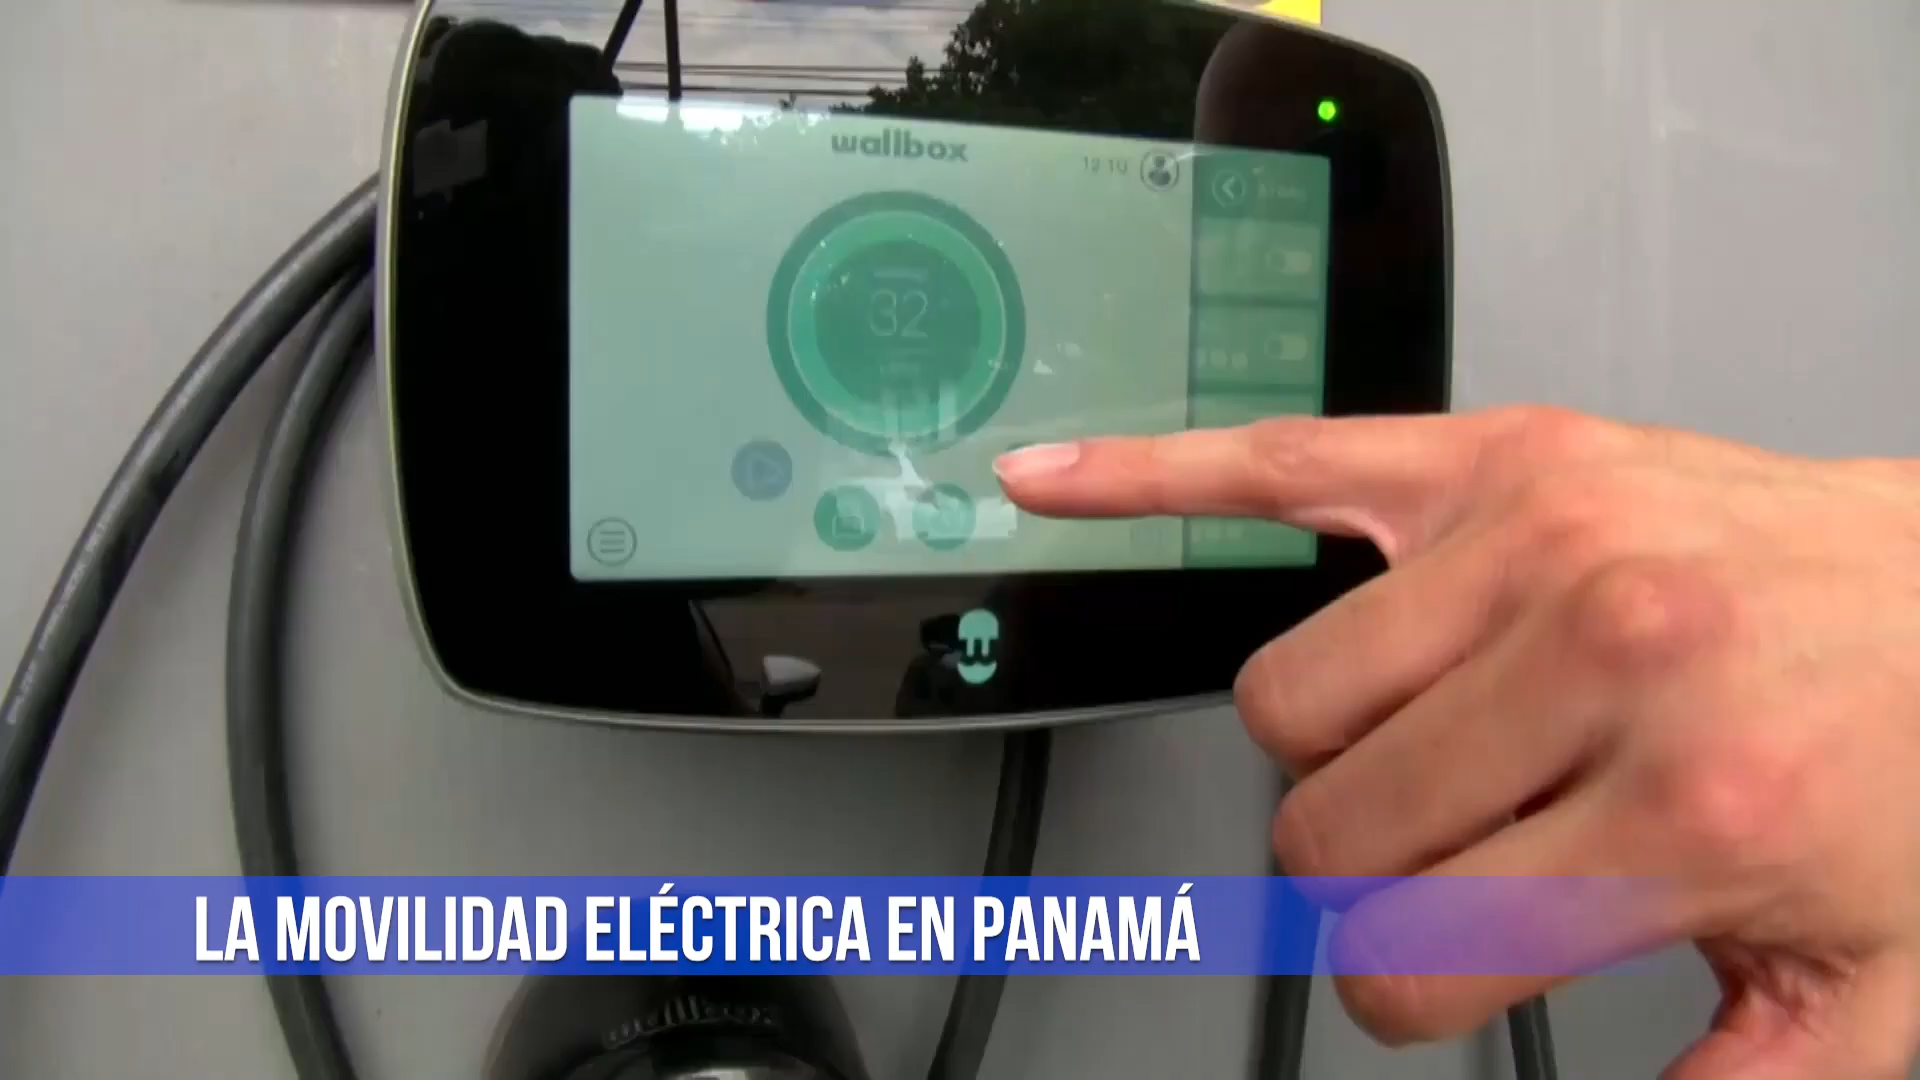 wallbox
12:10
32
LA MOVILIDAD ELÉCTRICA EN PANAMÁ
wallbox